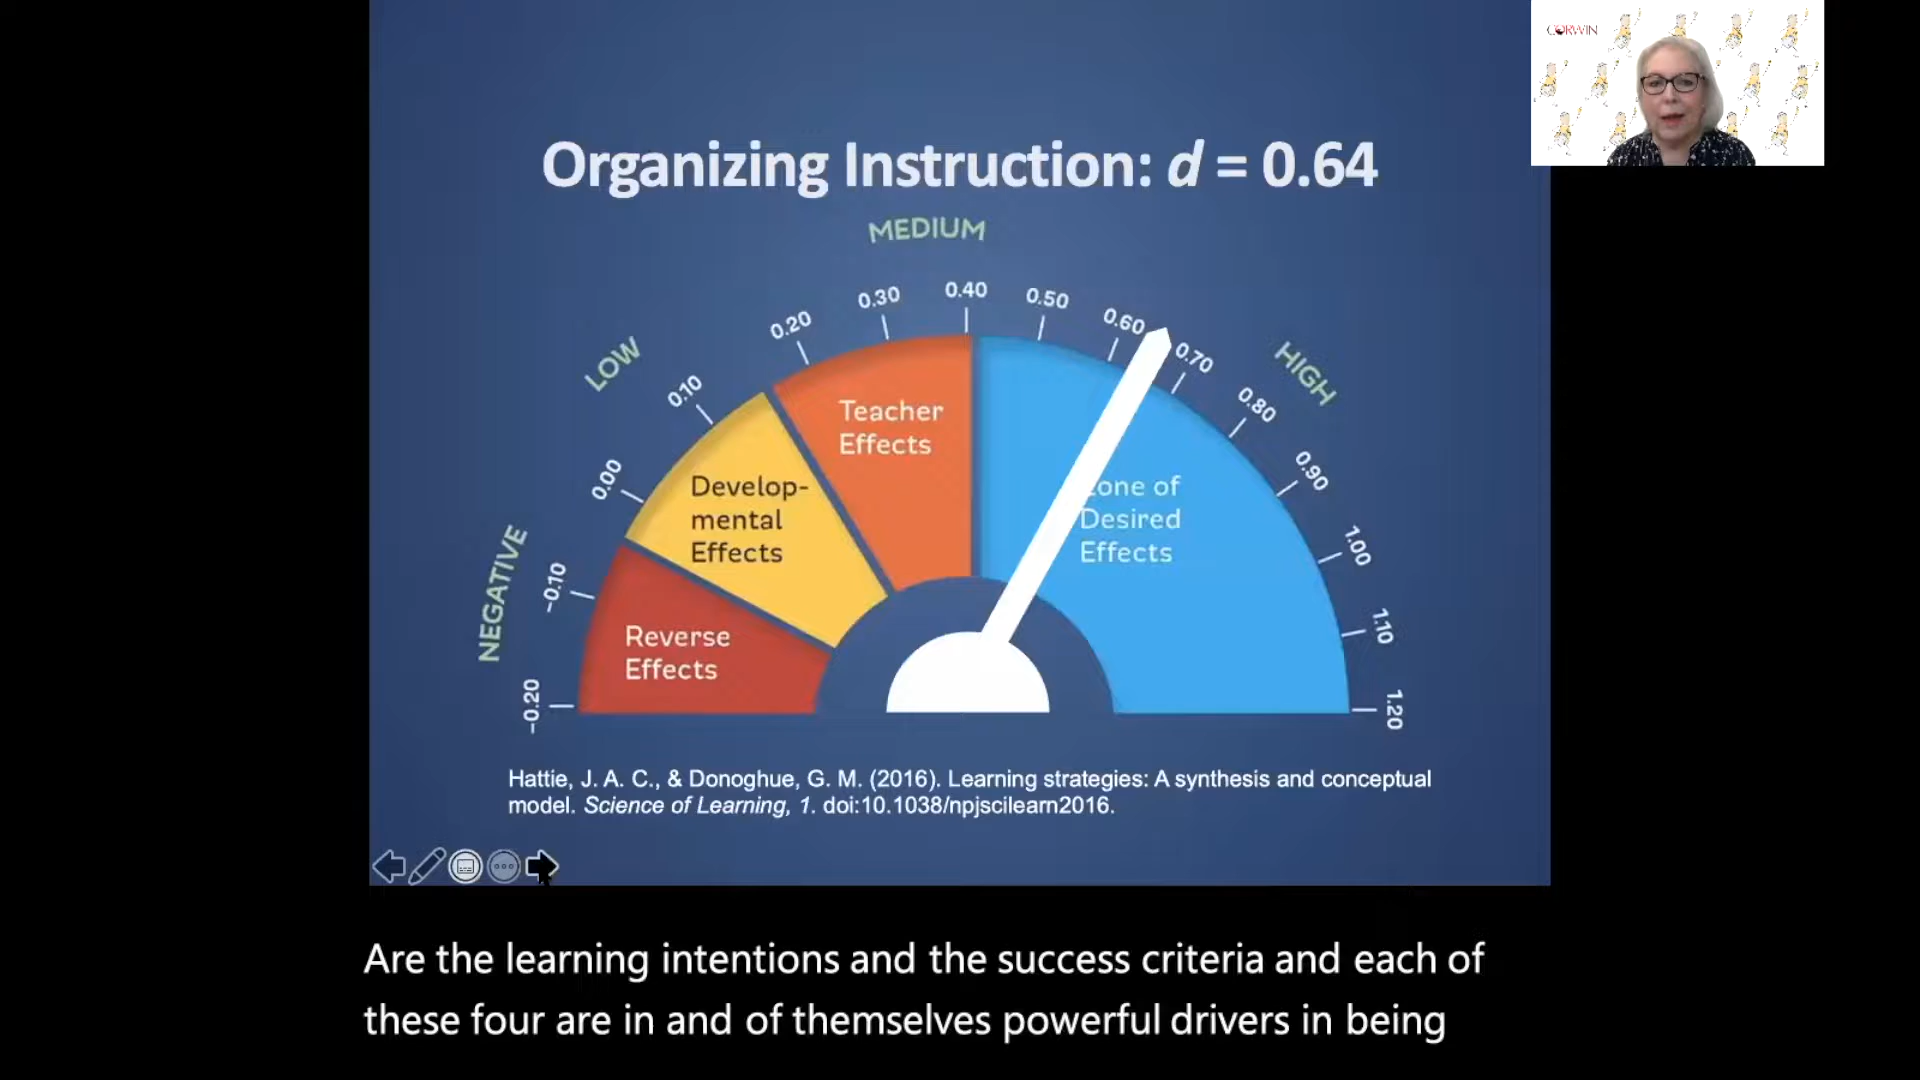 CORWIN
Organizing Instruction: d = 0.64
MEDIUM
LOW
HIGH
NEGATIVE
-0.20
-0.10
0.00
0.10
0.20
0.30
0.40
0.50
0.60
0.70
0.80
0.90
1.00
1.10
1.20
Reverse
Effects
Develop-
mental
Effects
Teacher
Effects
Zone of
Desired
Effects
Hattie, J. A. C., & Donoghue, G. M. (2016). Learning strategies: A synthesis and conceptual
model. Science of Learning, 1. doi:10.1038/npjscilearn2016.
Are the learning intentions and the success criteria and each of
these four are in and of themselves powerful drivers in being